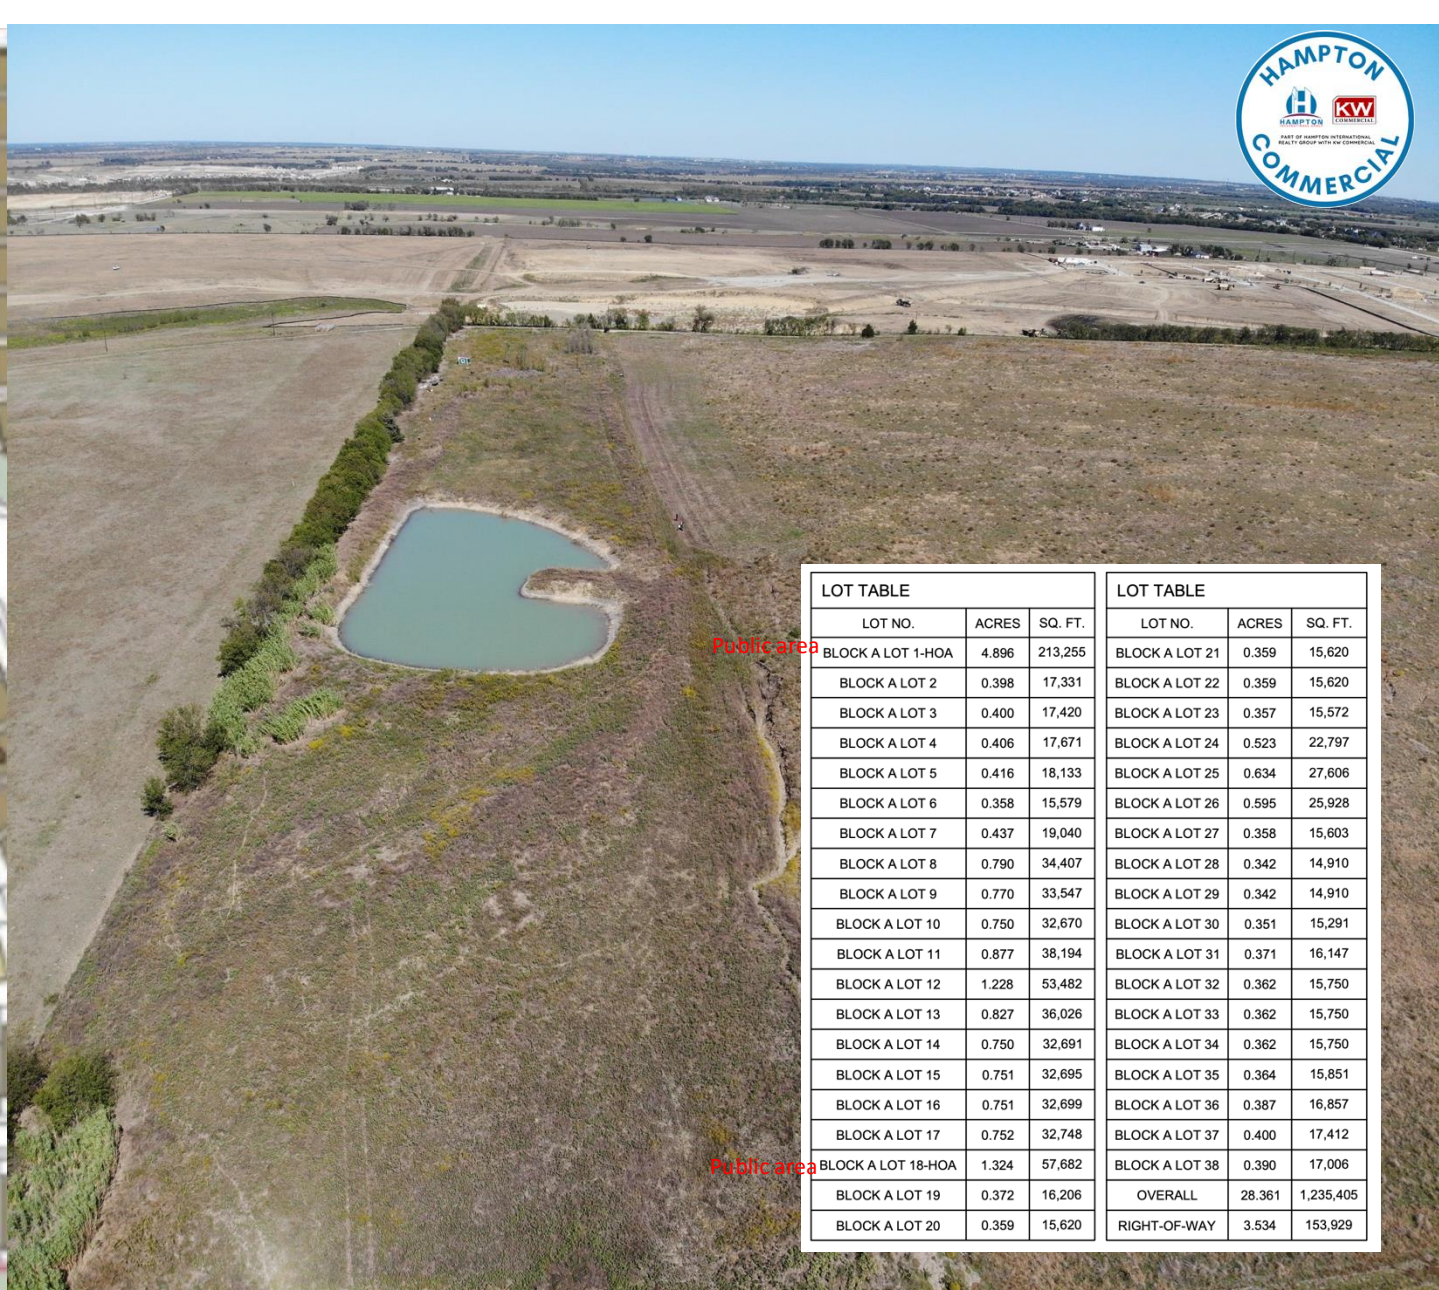 HAMPTON
HAMPTON
KW
COMMERCIAL
PART OF HAMPTON INTERNATIONAL
REALTY GROUP WITH KW COMMERCIAL
COMMERCIAL
Public area
Public area
LOT TABLE
LOT NO. ACRES SQ. FT.
BLOCK A LOT 1-HOA 4.896 213,255
BLOCK A LOT 2 0.398 17,331
BLOCK A LOT 3 0.400 17,420
BLOCK A LOT 4 0.406 17,671
BLOCK A LOT 5 0.416 18,133
BLOCK A LOT 6 0.358 15,579
BLOCK A LOT 7 0.437 19,040
BLOCK A LOT 8 0.790 34,407
BLOCK A LOT 9 0.770 33,547
BLOCK A LOT 10 0.750 32,670
BLOCK A LOT 11 0.877 38,194
BLOCK A LOT 12 1.228 53,482
BLOCK A LOT 13 0.827 36,026
BLOCK A LOT 14 0.750 32,691
BLOCK A LOT 15 0.751 32,695
BLOCK A LOT 16 0.751 32,699
BLOCK A LOT 17 0.752 32,748
BLOCK A LOT 18-HOA 1.324 57,682
BLOCK A LOT 19 0.372 16,206
BLOCK A LOT 20 0.359 15,620
LOT TABLE
LOT NO. ACRES SQ. FT.
BLOCK A LOT 21 0.359 15,620
BLOCK A LOT 22 0.359 15,620
BLOCK A LOT 23 0.357 15,572
BLOCK A LOT 24 0.523 22,797
BLOCK A LOT 25 0.634 27,606
BLOCK A LOT 26 0.595 25,928
BLOCK A LOT 27 0.358 15,603
BLOCK A LOT 28 0.342 14,910
BLOCK A LOT 29 0.342 14,910
BLOCK A LOT 30 0.351 15,291
BLOCK A LOT 31 0.371 16,147
BLOCK A LOT 32 0.362 15,750
BLOCK A LOT 33 0.362 15,750
BLOCK A LOT 34 0.362 15,750
BLOCK A LOT 35 0.364 15,851
BLOCK A LOT 36 0.387 16,857
BLOCK A LOT 37 0.400 17,412
BLOCK A LOT 38 0.390 17,006
OVERALL 28.361 1,235,405
RIGHT-OF-WAY 3.534 153,929